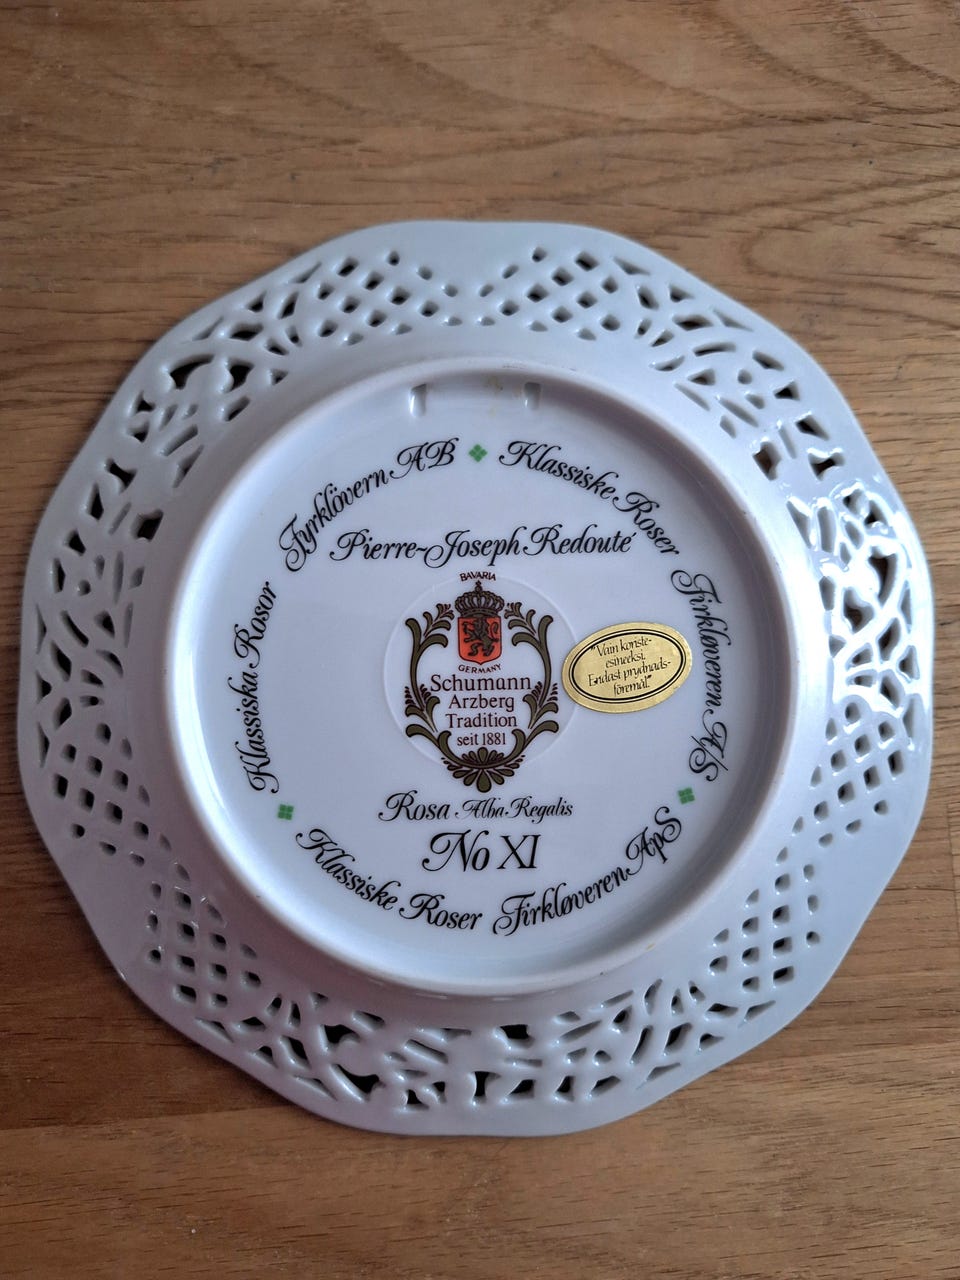 Fyrklövern AB
Klassiske Roser
Firkløveren A/S
Klassiske Roser Firkløveren ApS
Klassiska Rosor
Pierre-Joseph Redouté
BAVARIA
GERMANY
Schumann
Arzberg
Tradition
seit 1881
"Vain koriste-
esineeksi.
Endast prydnads-
föremål."
Rosa Alba Regalis
No XI